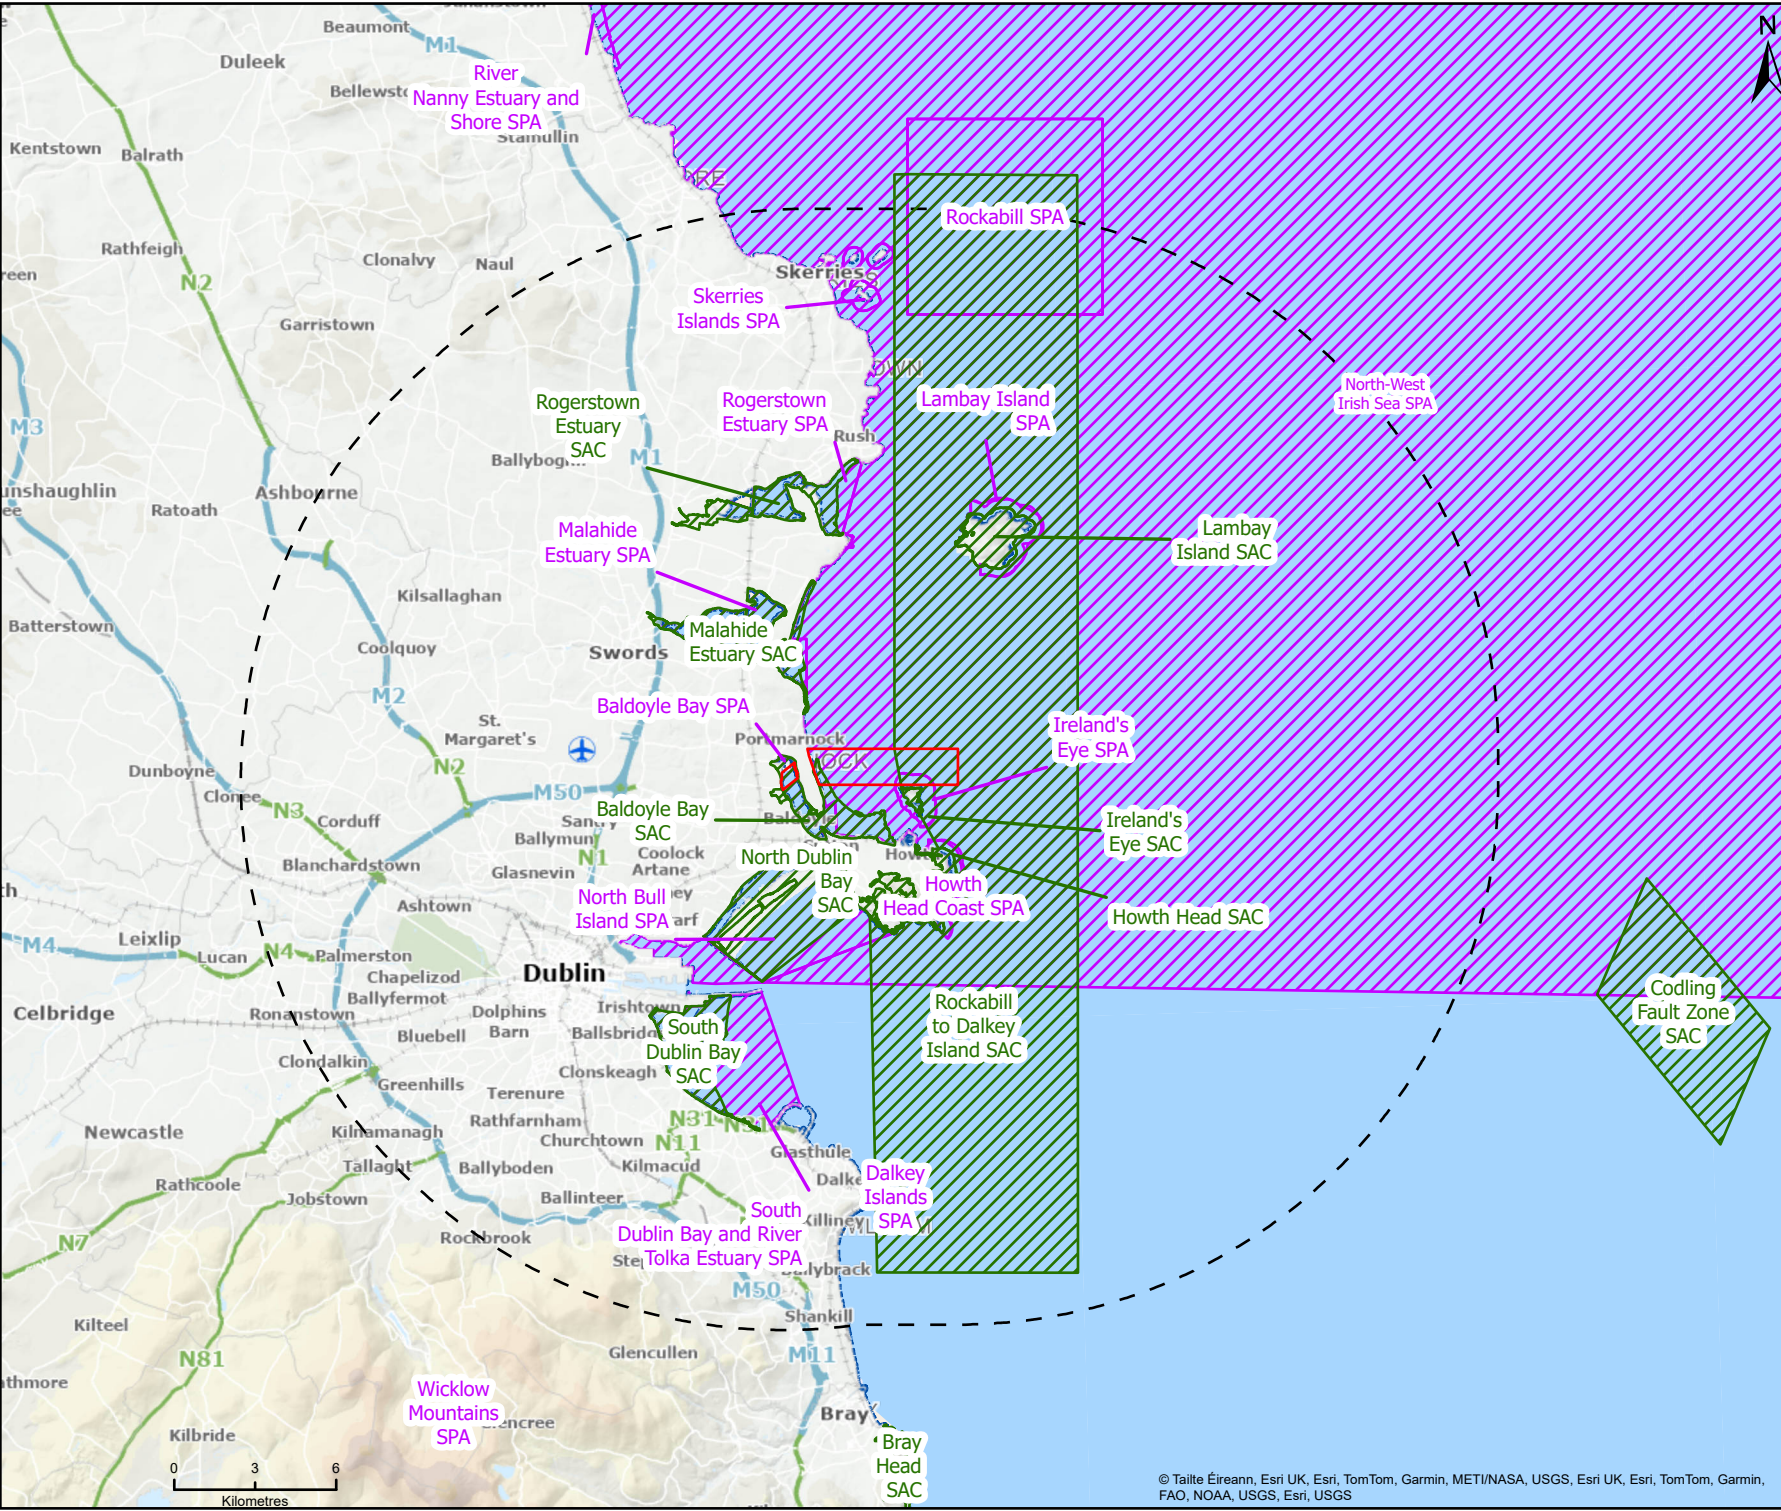 Beaumont
M1
N
Duleek
River
Nanny Estuary and
Shore SPA
Stamullin
Kentstown
Balrath
Rockabill SPA
Rathfeigh
Clonalvy
Naul
N2
Skerries
Skerries
Islands SPA
Garristown
North-West
Irish Sea SPA
Rogerstown
Estuary
SAC
Rogerstown
Estuary SPA
Lambay Island
SPA
M3
Rush
M1
Ashbourne
Ratoath
Malahide
Estuary SPA
Lambay
Island SAC
Kilsallaghan
Batterstown
Malahide
Estuary SAC
Coolquoy
Swords
M2
Baldoyle Bay SPA
St.
Margaret's
Portmarnock
Ireland's
Eye SPA
Dunboyne
N2
Clonee
M50
N3
Corduff
Baldoyle Bay
SAC
Ireland's
Eye SAC
Ballymun
N1
Coolock
Artane
Blanchardstown
Glasnevin
North Dublin
Bay
SAC
North Bull
Island SPA
Howth
Head Coast SPA
Howth Head SAC
Ashtown
M4
Leixlip
Lucan
N4
Palmerston
Chapelizod
Dublin
Ballyfermot
Celbridge
Ronanstown
Dolphins
Barn
Irishtown
Bluebell
Ballsbridge
South
Dublin Bay
SAC
Rockabill
to Dalkey
Island SAC
Codling
Fault Zone
SAC
Clondalkin
Greenhills
Clonskeagh
Terenure
Newcastle
Kilnamanagh
Rathfarnham
Churchtown
N31
N31
N11
Glasthule
Tallaght
Ballyboden
Kilmacud
Rathcoole
Jobstown
Ballinteer
Dalkey
Islands
SPA
South
Dublin Bay and River
Tolka Estuary SPA
Killiney
N7
Rockbrook
M50
Kilteel
Shankill
N81
Glencullen
M11
Wicklow
Mountains
SPA
Bray
Kilbride
Bray
Head
SAC
0 3 6
Kilometres
© Tailte Éireann, Esri UK, Esri, TomTom, Garmin, METI/NASA, USGS, Esri UK, Esri, TomTom, Garmin,
FAO, NOAA, USGS, Esri, USGS